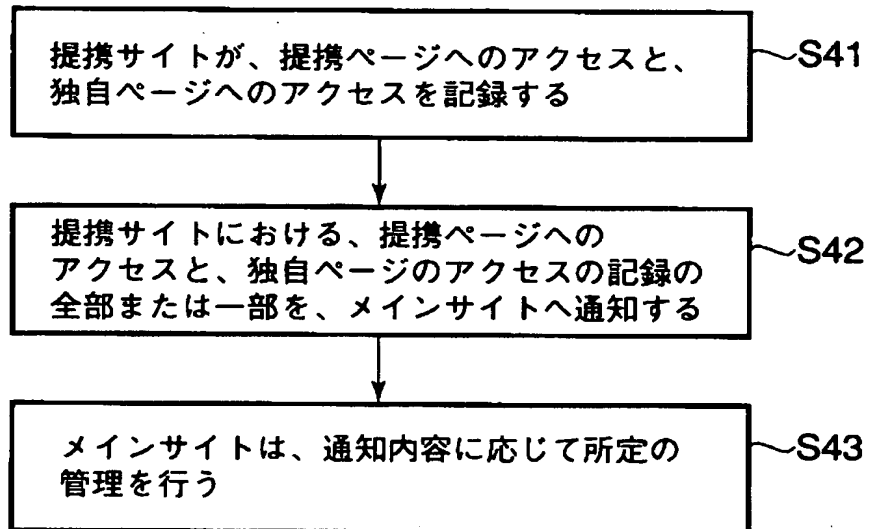 提携サイトが、提携ページへのアクセスと、
独自ページへのアクセスを記録する
S41
提携サイトにおける、提携ページへの
アクセスと、独自ページのアクセスの記録の
全部または一部を、メインサイトへ通知する
S42
メインサイトは、通知内容に応じて所定の
管理を行う
S43